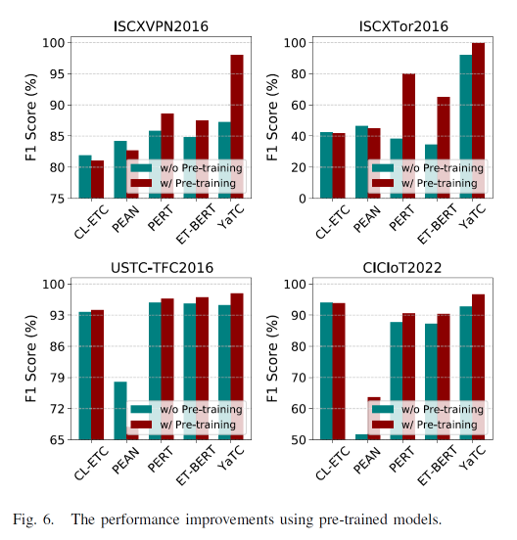 ISCXVPN2016
F1 Score (%)
100
95
90
85
80
75
w/o Pre-training
w/ Pre-training
CL-ETC
PEAN
PERT
ET-BERT
YaTC
ISCXTor2016
F1 Score (%)
100
80
60
40
20
0
w/o Pre-training
w/ Pre-training
CL-ETC
PEAN
PERT
ET-BERT
YaTC
USTC-TFC2016
F1 Score (%)
100
93
86
79
72
65
w/o Pre-training
w/ Pre-training
CL-ETC
PEAN
PERT
ET-BERT
YaTC
CICIoT2022
F1 Score (%)
100
90
80
70
60
50
w/o Pre-training
w/ Pre-training
CL-ETC
PEAN
PERT
ET-BERT
YaTC
Fig. 6. The performance improvements using pre-trained models.